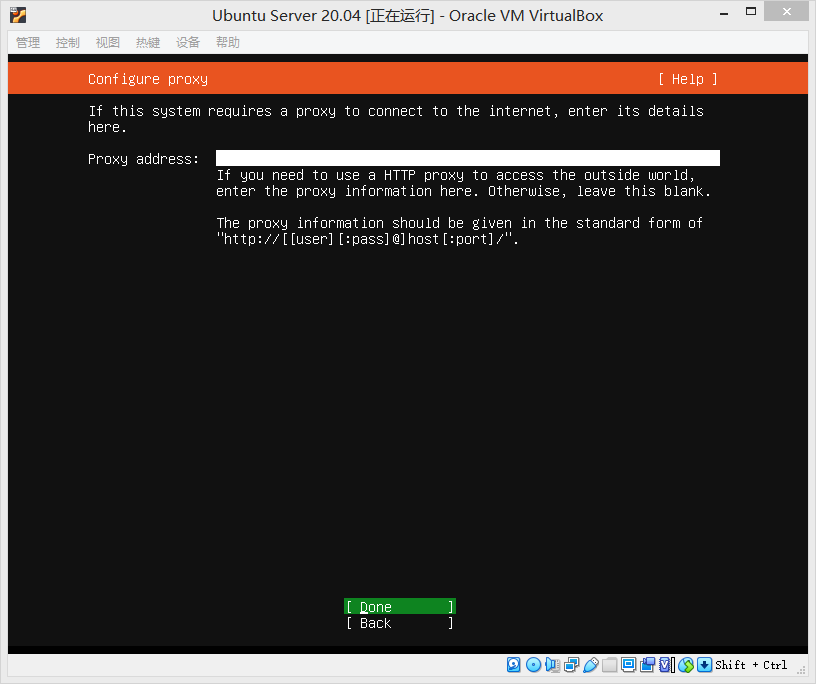 Ubuntu Server 20.04 [正在运行] - Oracle VM VirtualBox
管理 控制 视图 热键 设备 帮助
Configure proxy [ Help ]
If this system requires a proxy to connect to the internet, enter its details
here.
Proxy address:
If you need to use a HTTP proxy to access the outside world,
enter the proxy information here. Otherwise, leave this blank.
The proxy information should be given in the standard form of
"http://[[user][:pass]@]host[:port]/".
[ Done ]
[ Back ]
Shift + Ctrl